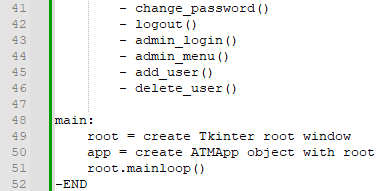 41 - change_password()
42 - logout()
43 - admin_login()
44 - admin_menu()
45 - add_user()
46 - delete_user()
47
48 main:
49 root = create Tkinter root window
50 app = create ATMApp object with root
51 root.mainloop()
52 -END